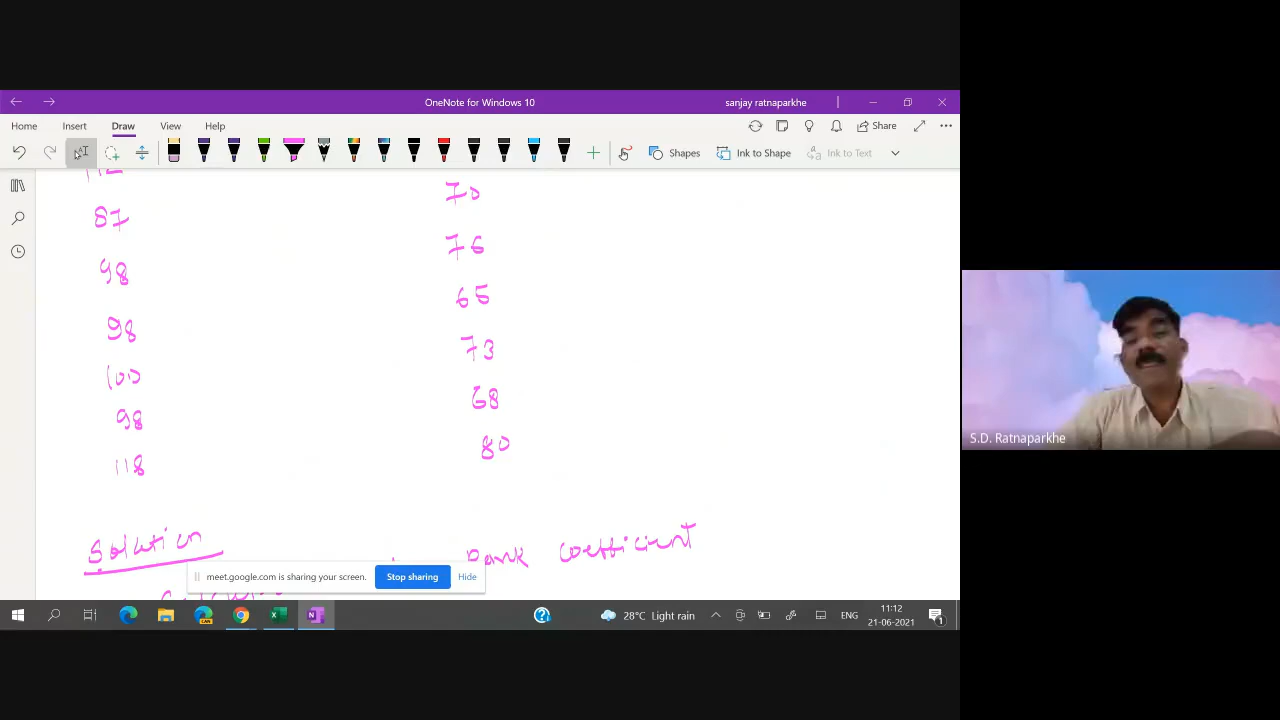 OneNote for Windows 10
sanjay ratnaparkhe
Home Insert Draw View Help
Share
Shapes Ink to Shape Ink to Text
112
70
87
76
98
65
98
73
100
68
98
80
118
Solution
Rank coefficient
meet.google.com is sharing your screen. Stop sharing Hide
S.D. Ratnaparkhe
28°C Light rain
ENG
11:12
21-06-2021